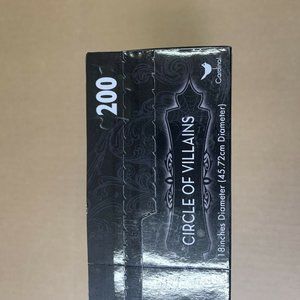 200
CIRCLE OF VILLAINS
18inches Diameter (45.72cm Diameter)
Cardinal